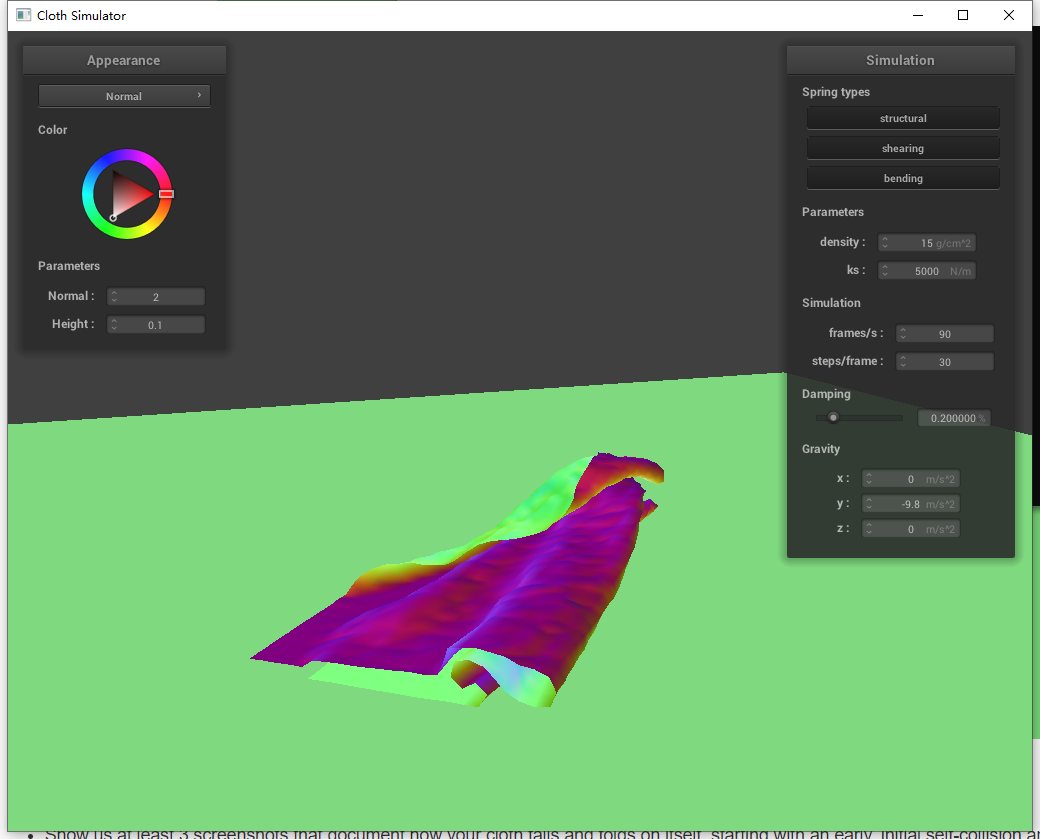 Cloth Simulator
Appearance
Normal
Color
Parameters
Normal :
2
Height :
0.1
Simulation
Spring types
structural
shearing
bending
Parameters
density :
15 g/cm^2
ks :
5000 N/m
Simulation
frames/s :
90
steps/frame :
30
Damping
0.200000 %
Gravity
x :
0 m/s^2
y :
-9.8 m/s^2
z :
0 m/s^2
Show us at least 3 screenshots that document how your cloth falls and folds on itself, starting with an early, initial self-collision a